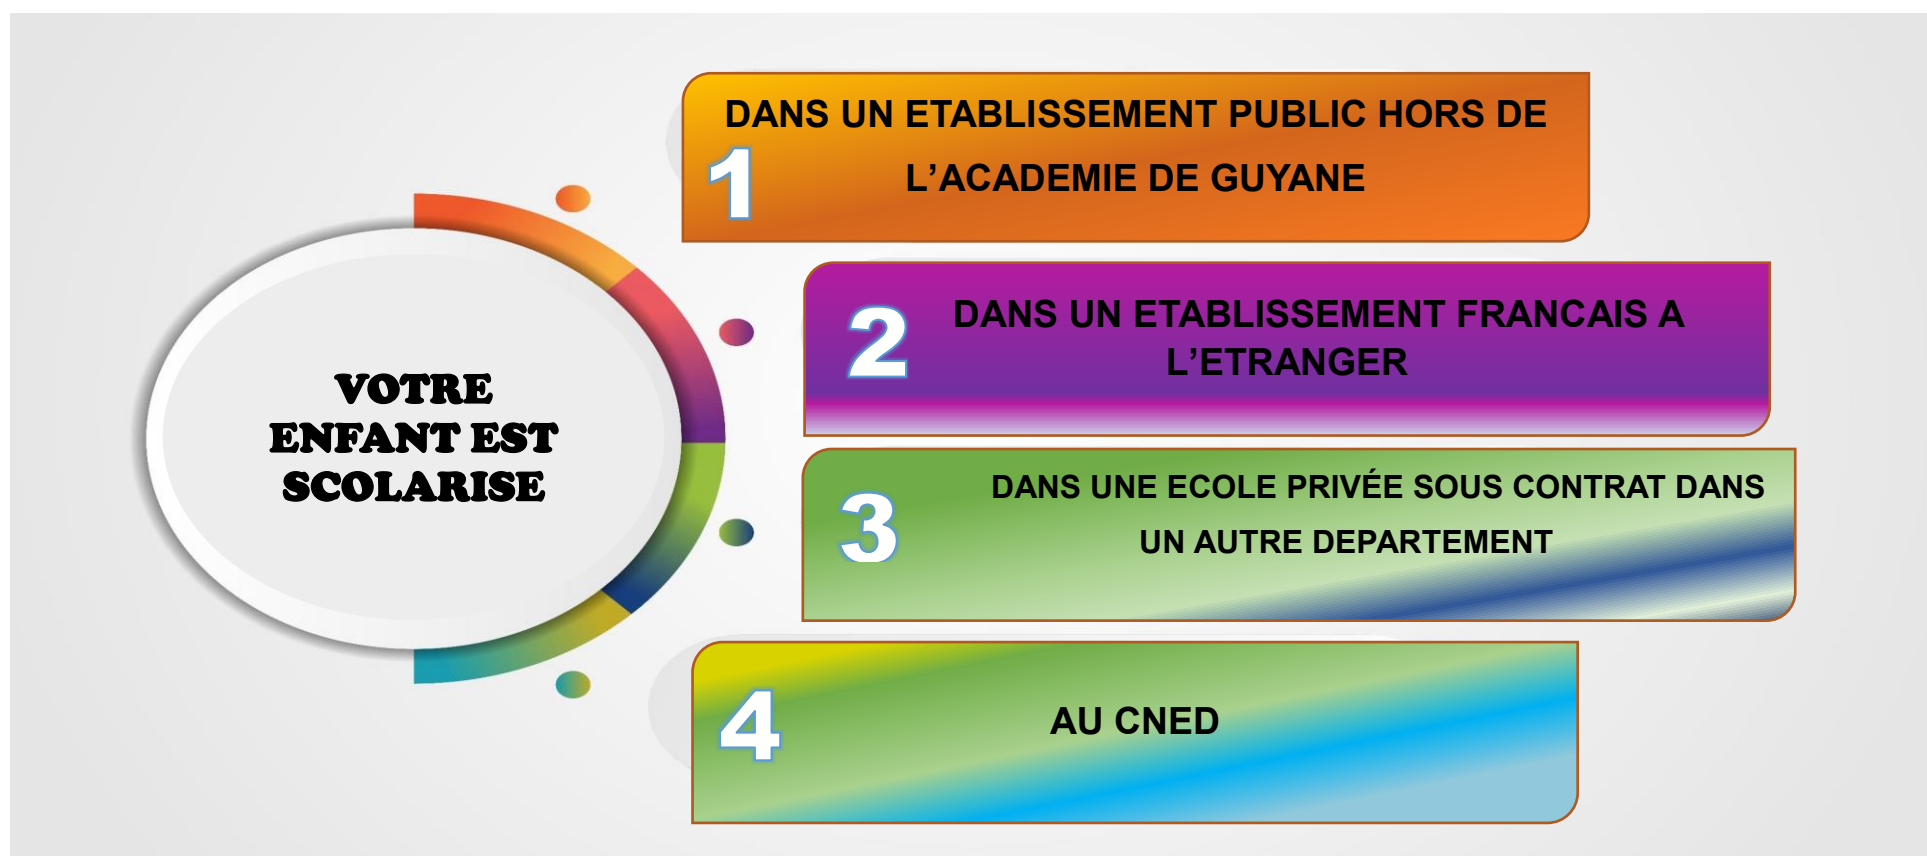 VOTRE
ENFANT EST
SCOLARISE
1
DANS UN ETABLISSEMENT PUBLIC HORS DE
L’ACADEMIE DE GUYANE
2
DANS UN ETABLISSEMENT FRANCAIS A
L’ETRANGER
3
DANS UNE ECOLE PRIVÉE SOUS CONTRAT DANS
UN AUTRE DEPARTEMENT
4
AU CNED